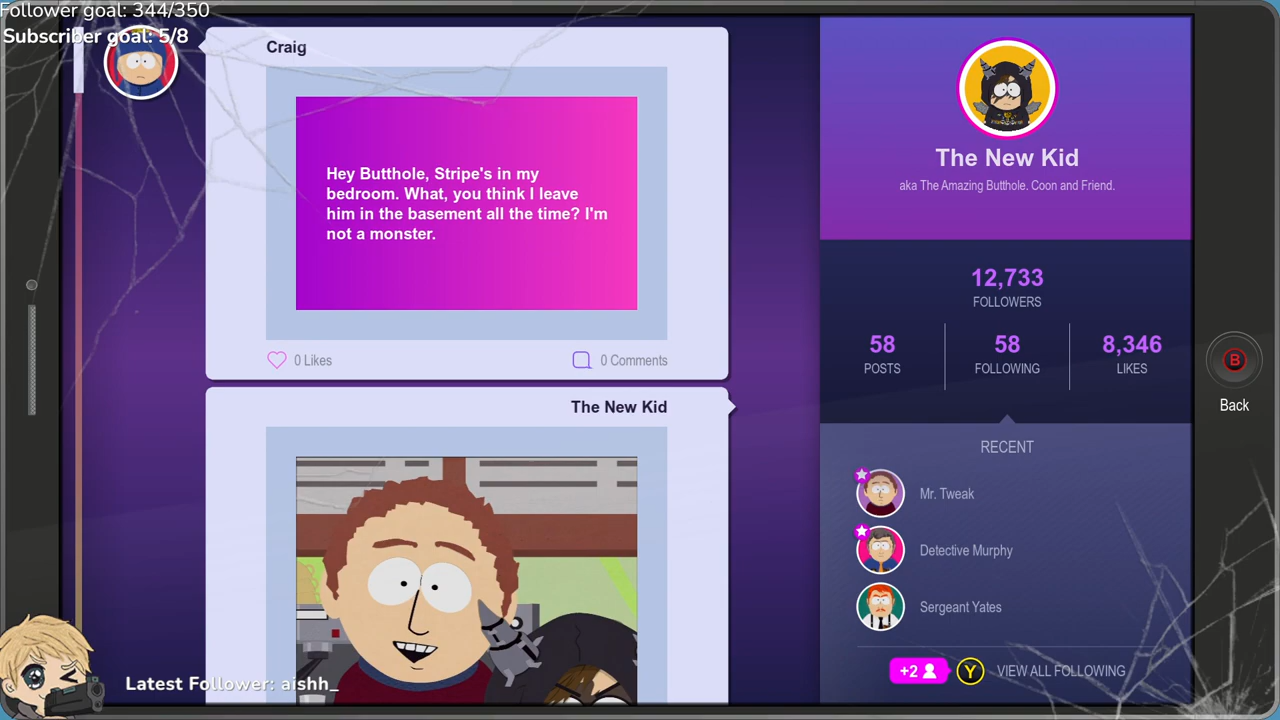 Follower goal: 344/350
Subscriber goal: 5/8
Craig
Hey Butthole, Stripe's in my
bedroom. What, you think I leave
him in the basement all the time? I'm
not a monster.
0 Likes
0 Comments
The New Kid
The New Kid
aka The Amazing Butthole. Coon and Friend.
12,733
FOLLOWERS
58
POSTS
58
FOLLOWING
8,346
LIKES
RECENT
Mr. Tweak
Detective Murphy
Sergeant Yates
+2
Y
VIEW ALL FOLLOWING
B
Back
Latest Follower: aishh_